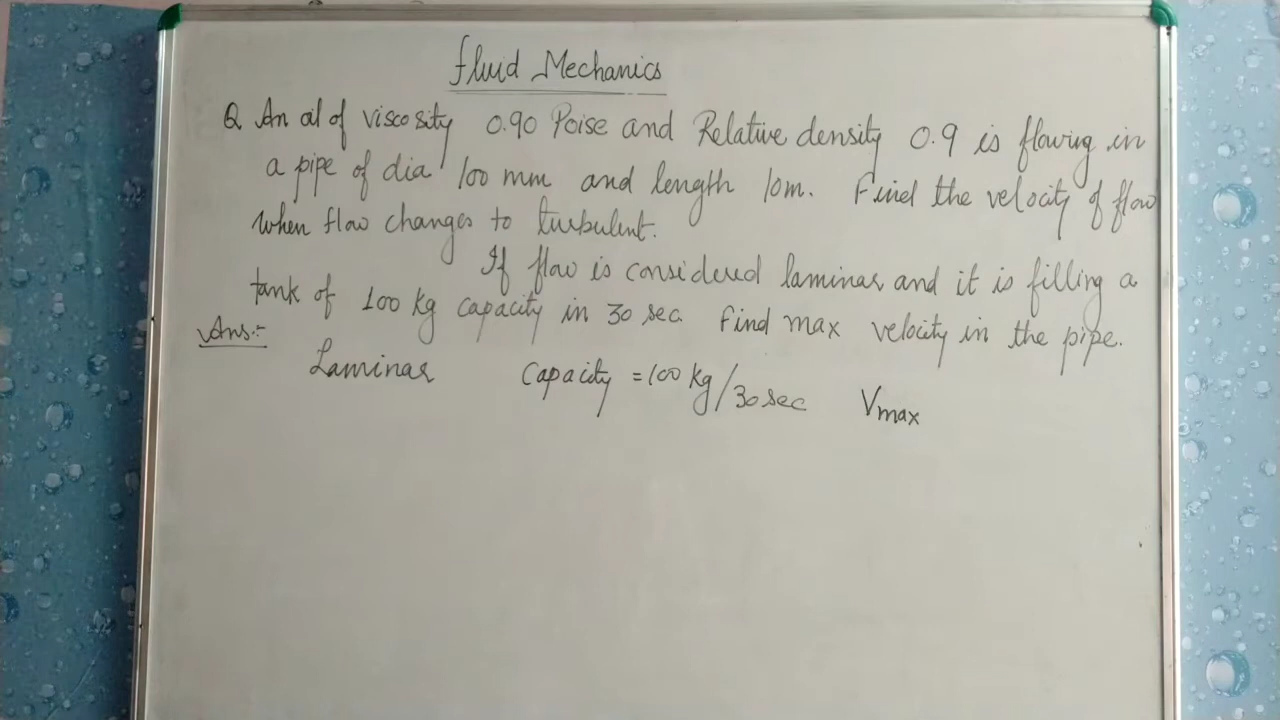 Fluid Mechanics
Q An oil of viscosity 0.90 Poise and Relative density 0.9 is flowing in
a pipe of dia 100 mm and length 10m. Find the velocity of flow
when flow changes to turbulent.
If flow is considered laminar and it is filling a
tank of 100 kg capacity in 30 sec. Find max velocity in the pipe.
Ans:-
Laminar Capacity = 100 kg/30 sec Vmax